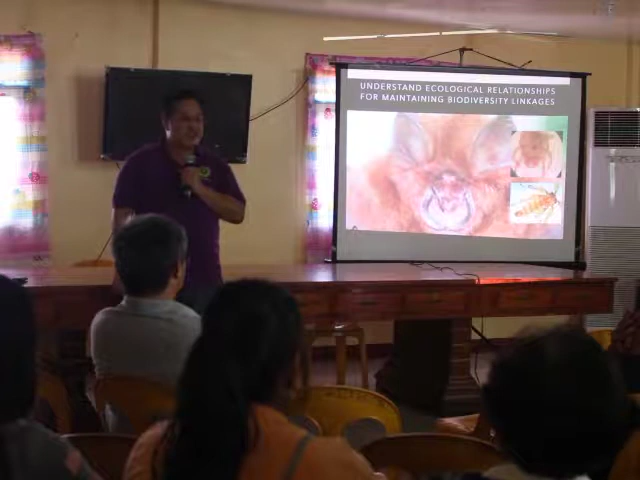 UNDERSTAND ECOLOGICAL RELATIONSHIPS
FOR MAINTAINING BIODIVERSITY LINKAGES